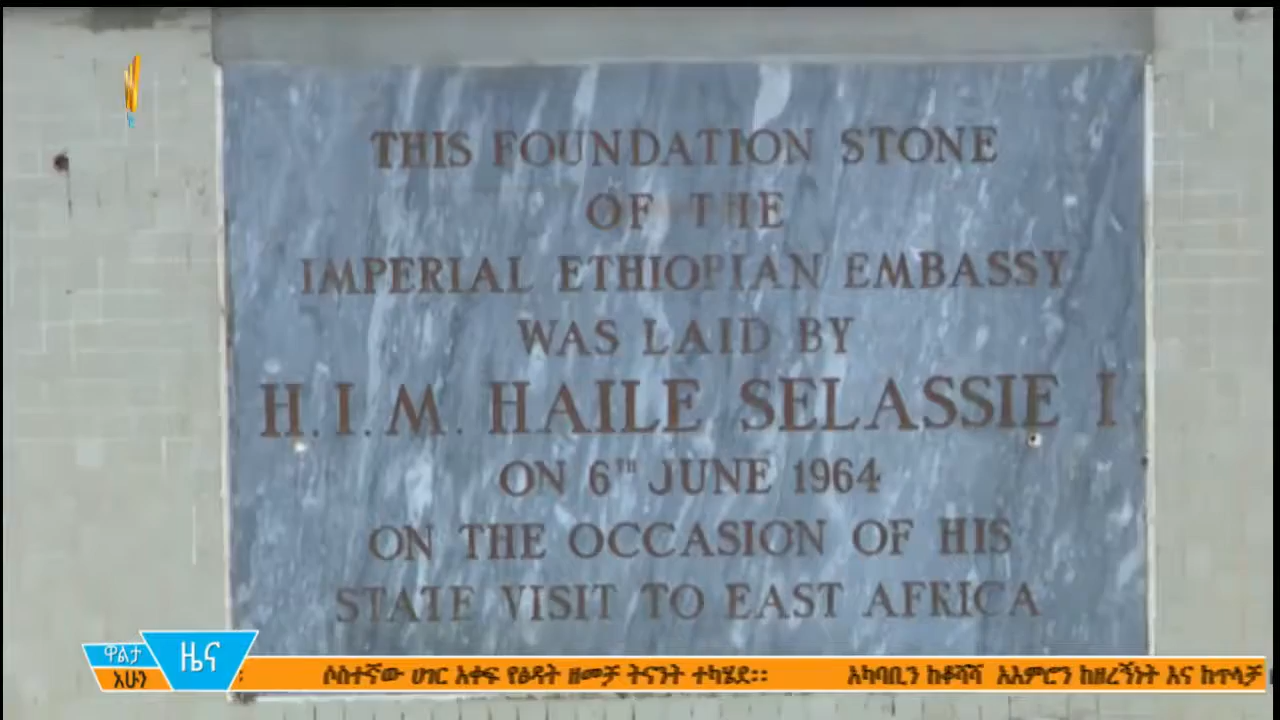 THIS FOUNDATION STONE
OF THE
IMPERIAL ETHIOPIAN EMBASSY
WAS LAID BY
H.I.M. HAILE SELASSIE I
ON 6TH JUNE 1964
ON THE OCCASION OF HIS
STATE VISIT TO EAST AFRICA
ዋልታ
አሁን
ዜና
ሶስተኛው ሀገር አቀፍ የፅዳት ዘመቻ ትናንት ተካሄደ።። አካባቢን ከቆሻሻ አእምሮን ከዘረኝነት እና ከጥላቻ